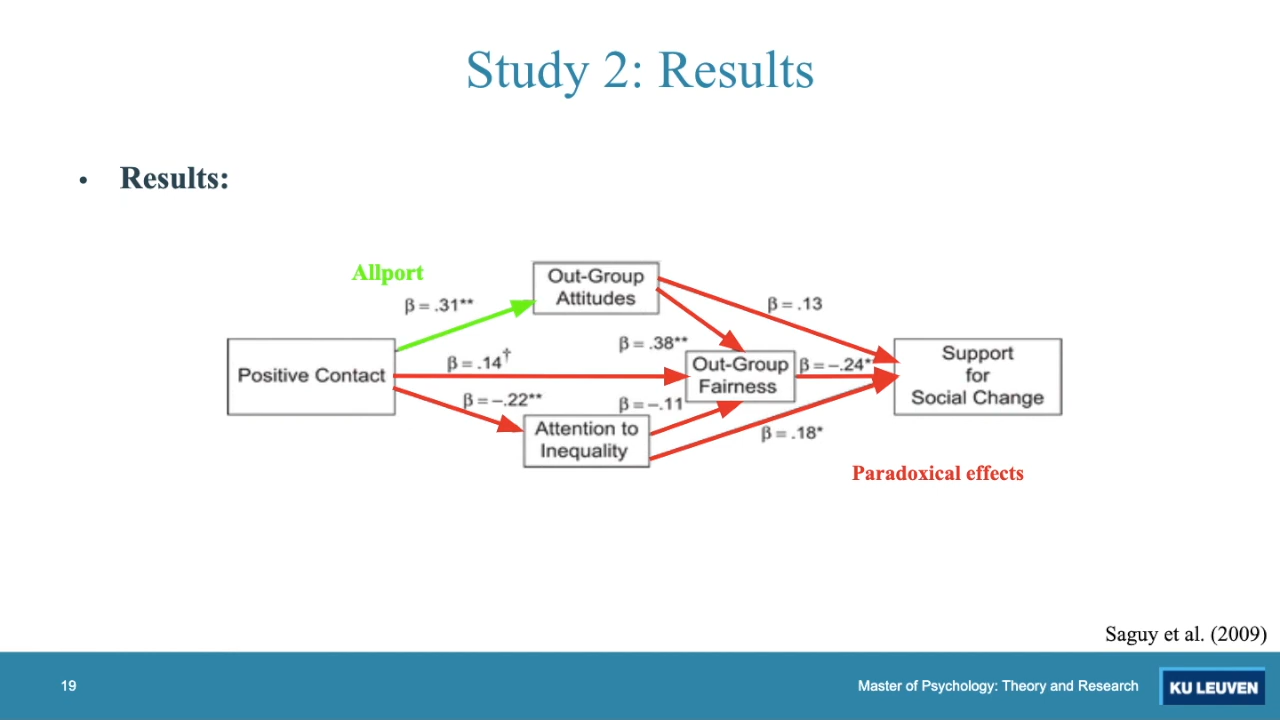 Study 2: Results
• Results:
Allport
β = .31**
Out-Group
Attitudes
β = .13
Positive Contact
β = .14†
β = .38**
Out-Group
Fairness
β = –.24**
Support
for
Social Change
β = –.22**
β = –.11
Attention to
Inequality
β = .18*
Paradoxical effects
Saguy et al. (2009)
19
Master of Psychology: Theory and Research
KU LEUVEN